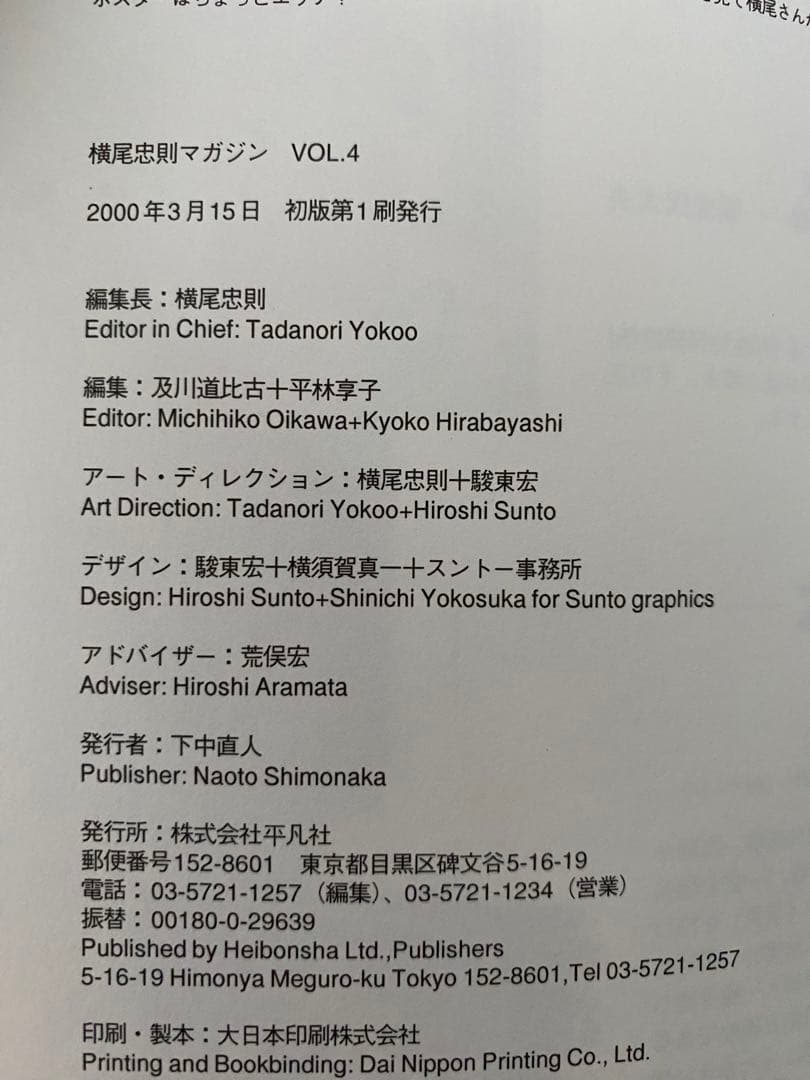 横尾忠則マガジン　VOL.4
2000年3月15日　初版第1刷発行
編集長：横尾忠則
Editor in Chief: Tadanori Yokoo
編集：及川道比古＋平林享子
Editor: Michihiko Oikawa+Kyoko Hirabayashi
アート・ディレクション：横尾忠則＋駿東宏
Art Direction: Tadanori Yokoo+Hiroshi Sunto
デザイン：駿東宏＋横須賀真一＋スントー事務所
Design: Hiroshi Sunto+Shinichi Yokosuka for Sunto graphics
アドバイザー：荒俣宏
Adviser: Hiroshi Aramata
発行者：下中直人
Publisher: Naoto Shimonaka
発行所：株式会社平凡社
郵便番号152-8601　東京都目黒区碑文谷5-16-19
電話：03-5721-1257（編集）、03-5721-1234（営業）
振替：00180-0-29639
Published by Heibonsha Ltd.,Publishers
5-16-19 Himonya Meguro-ku Tokyo 152-8601,Tel 03-5721-1257
印刷・製本：大日本印刷株式会社
Printing and Bookbinding: Dai Nippon Printing Co., Ltd.